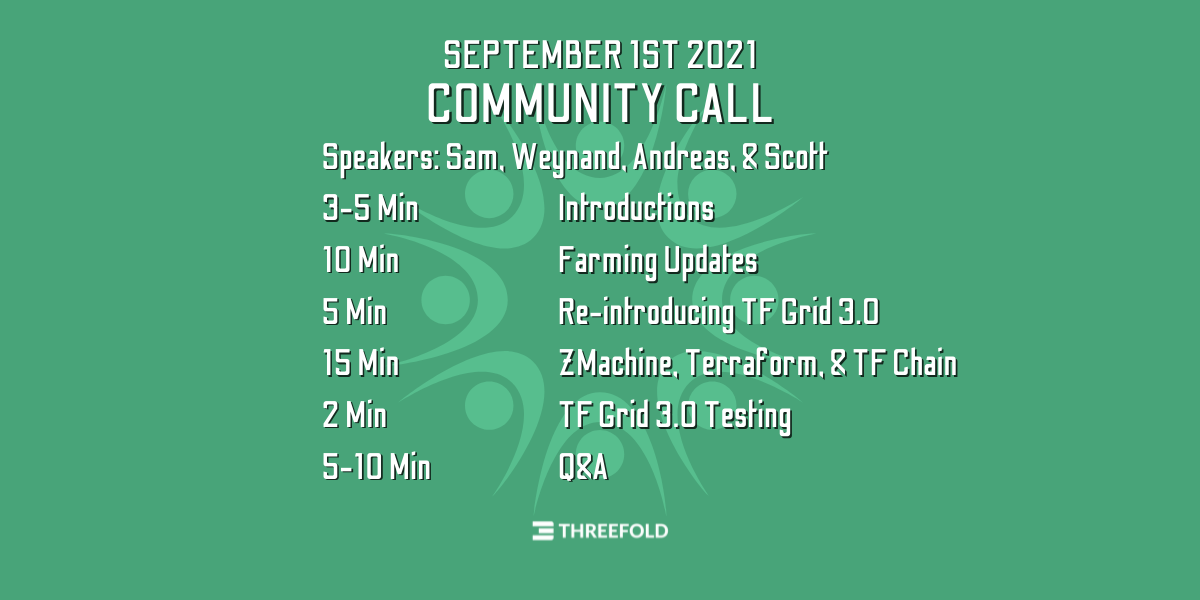 SEPTEMBER 1ST 2021
COMMUNITY CALL
Speakers: Sam, Weynand, Andreas, & Scott
3-5 Min Introductions
10 Min Farming Updates
5 Min Re-introducing TF Grid 3.0
15 Min ZMachine, Terraform, & TF Chain
2 Min TF Grid 3.0 Testing
5-10 Min Q&A
THREEFOLD